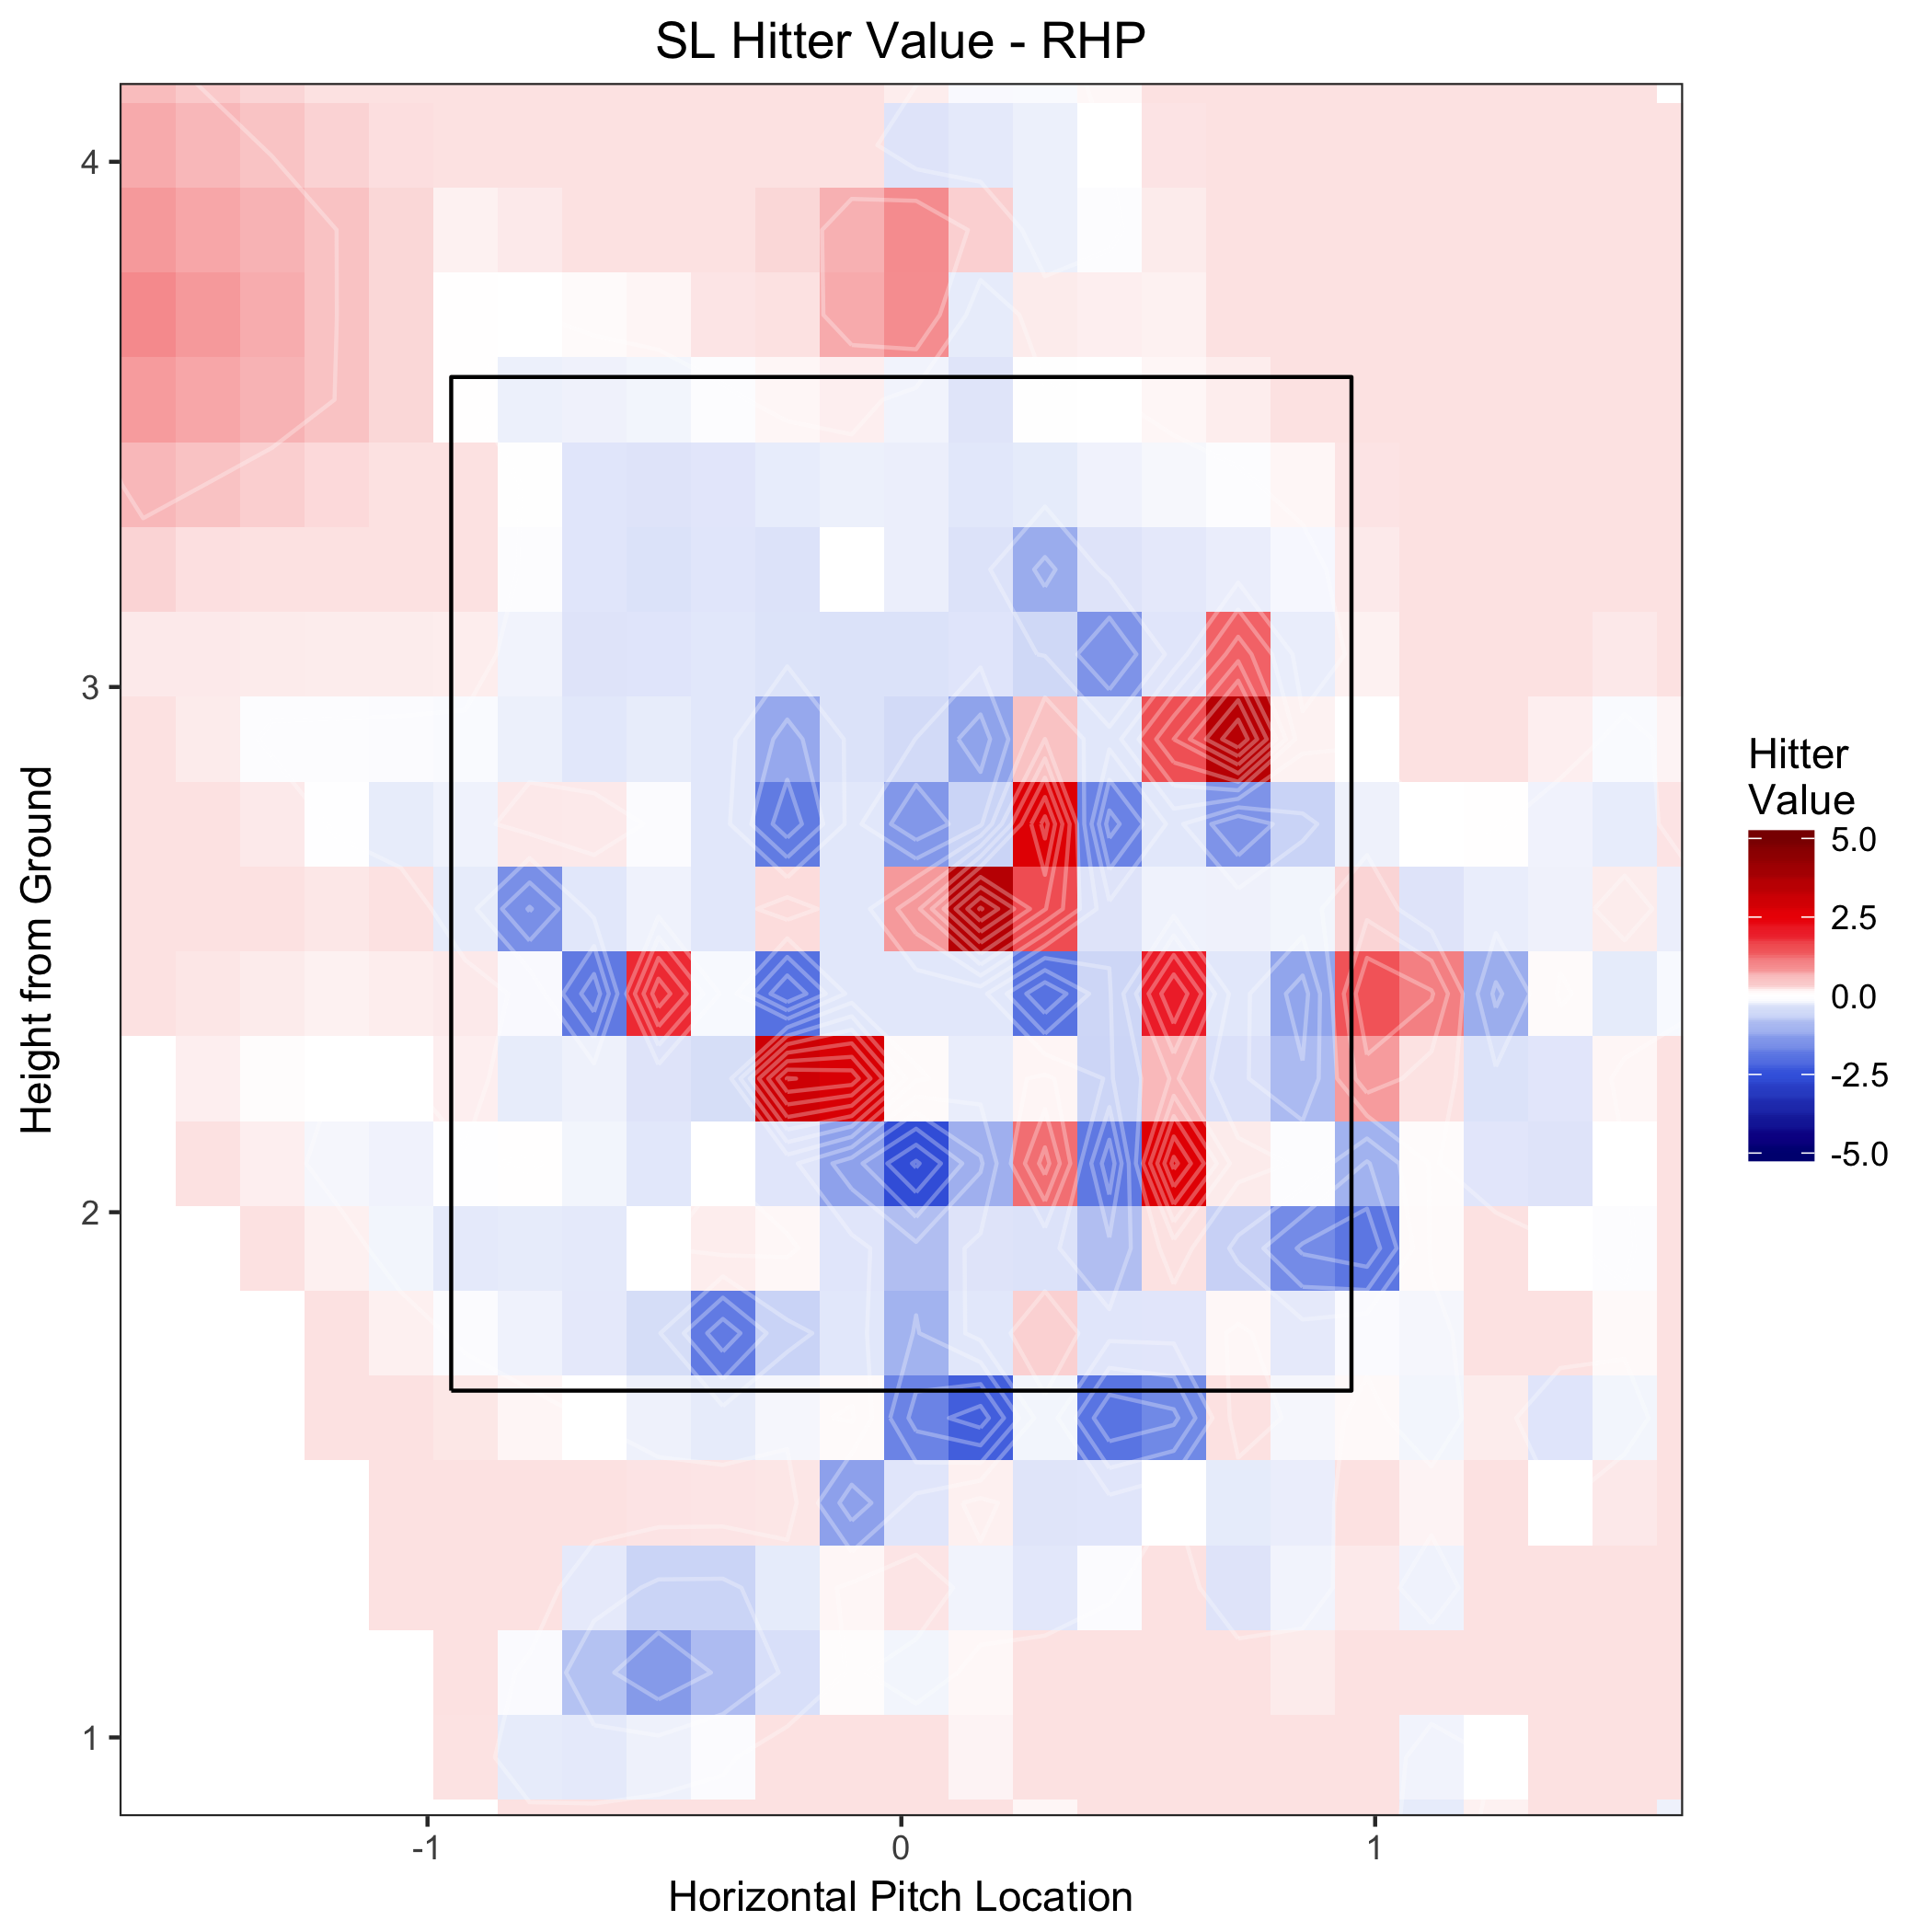 SL Hitter Value - RHP
4
3
2
1
Height from Ground
-1
0
1
Horizontal Pitch Location
Hitter
Value
5.0
2.5
0.0
-2.5
-5.0